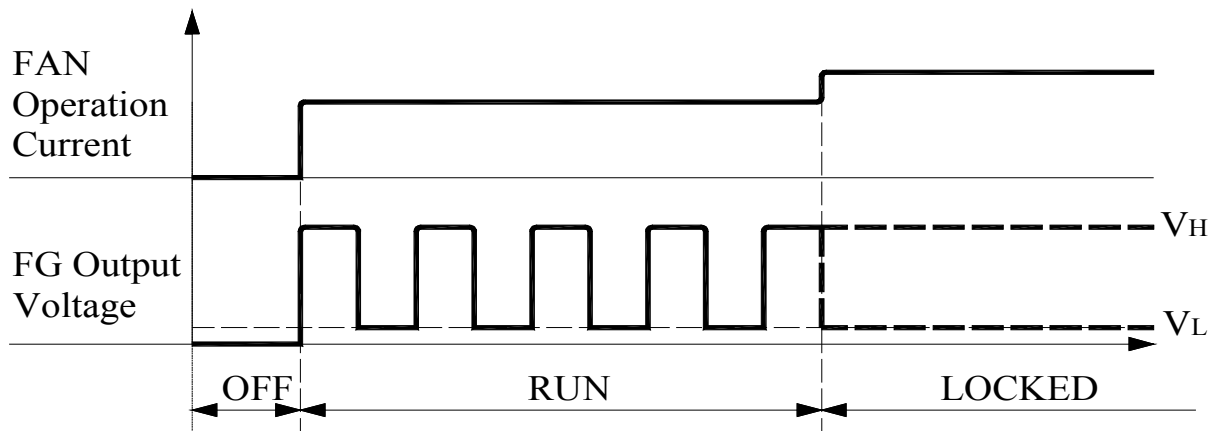 FAN
Operation
Current
FG Output
Voltage
VH
VL
OFF
RUN
LOCKED